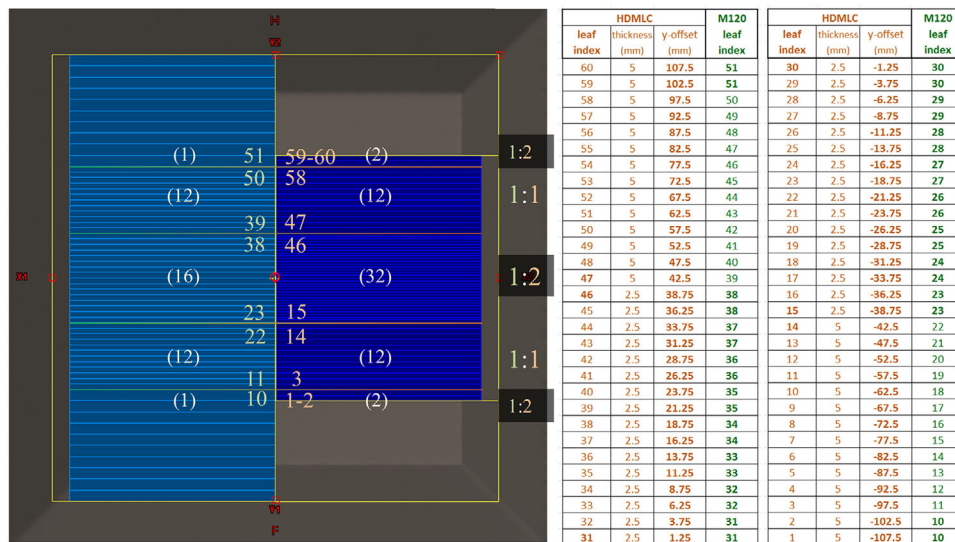 H
Y2
X1
Y1
F
(1) 51 59-60 (2) 1:2
50 58
(12) (12) 1:1
39 47
38 46
(16) (32) 1:2
23 15
22 14
(12) (12) 1:1
11 3
(1) 10 1-2 (2) 1:2
HDMLC M120
leaf index thickness (mm) y-offset (mm) leaf index
60 5 107.5 51
59 5 102.5 51
58 5 97.5 50
57 5 92.5 49
56 5 87.5 48
55 5 82.5 47
54 5 77.5 46
53 5 72.5 45
52 5 67.5 44
51 5 62.5 43
50 5 57.5 42
49 5 52.5 41
48 5 47.5 40
47 5 42.5 39
46 2.5 38.75 38
45 2.5 36.25 38
44 2.5 33.75 37
43 2.5 31.25 37
42 2.5 28.75 36
41 2.5 26.25 36
40 2.5 23.75 35
39 2.5 21.25 35
38 2.5 18.75 34
37 2.5 16.25 34
36 2.5 13.75 33
35 2.5 11.25 33
34 2.5 8.75 32
33 2.5 6.25 32
32 2.5 3.75 31
31 2.5 1.25 31
HDMLC M120
leaf index thickness (mm) y-offset (mm) leaf index
30 2.5 -1.25 30
29 2.5 -3.75 30
28 2.5 -6.25 29
27 2.5 -8.75 29
26 2.5 -11.25 28
25 2.5 -13.75 28
24 2.5 -16.25 27
23 2.5 -18.75 27
22 2.5 -21.25 26
21 2.5 -23.75 26
20 2.5 -26.25 25
19 2.5 -28.75 25
18 2.5 -31.25 24
17 2.5 -33.75 24
16 2.5 -36.25 23
15 2.5 -38.75 23
14 5 -42.5 22
13 5 -47.5 21
12 5 -52.5 20
11 5 -57.5 19
10 5 -62.5 18
9 5 -67.5 17
8 5 -72.5 16
7 5 -77.5 15
6 5 -82.5 14
5 5 -87.5 13
4 5 -92.5 12
3 5 -97.5 11
2 5 -102.5 10
1 5 -107.5 10